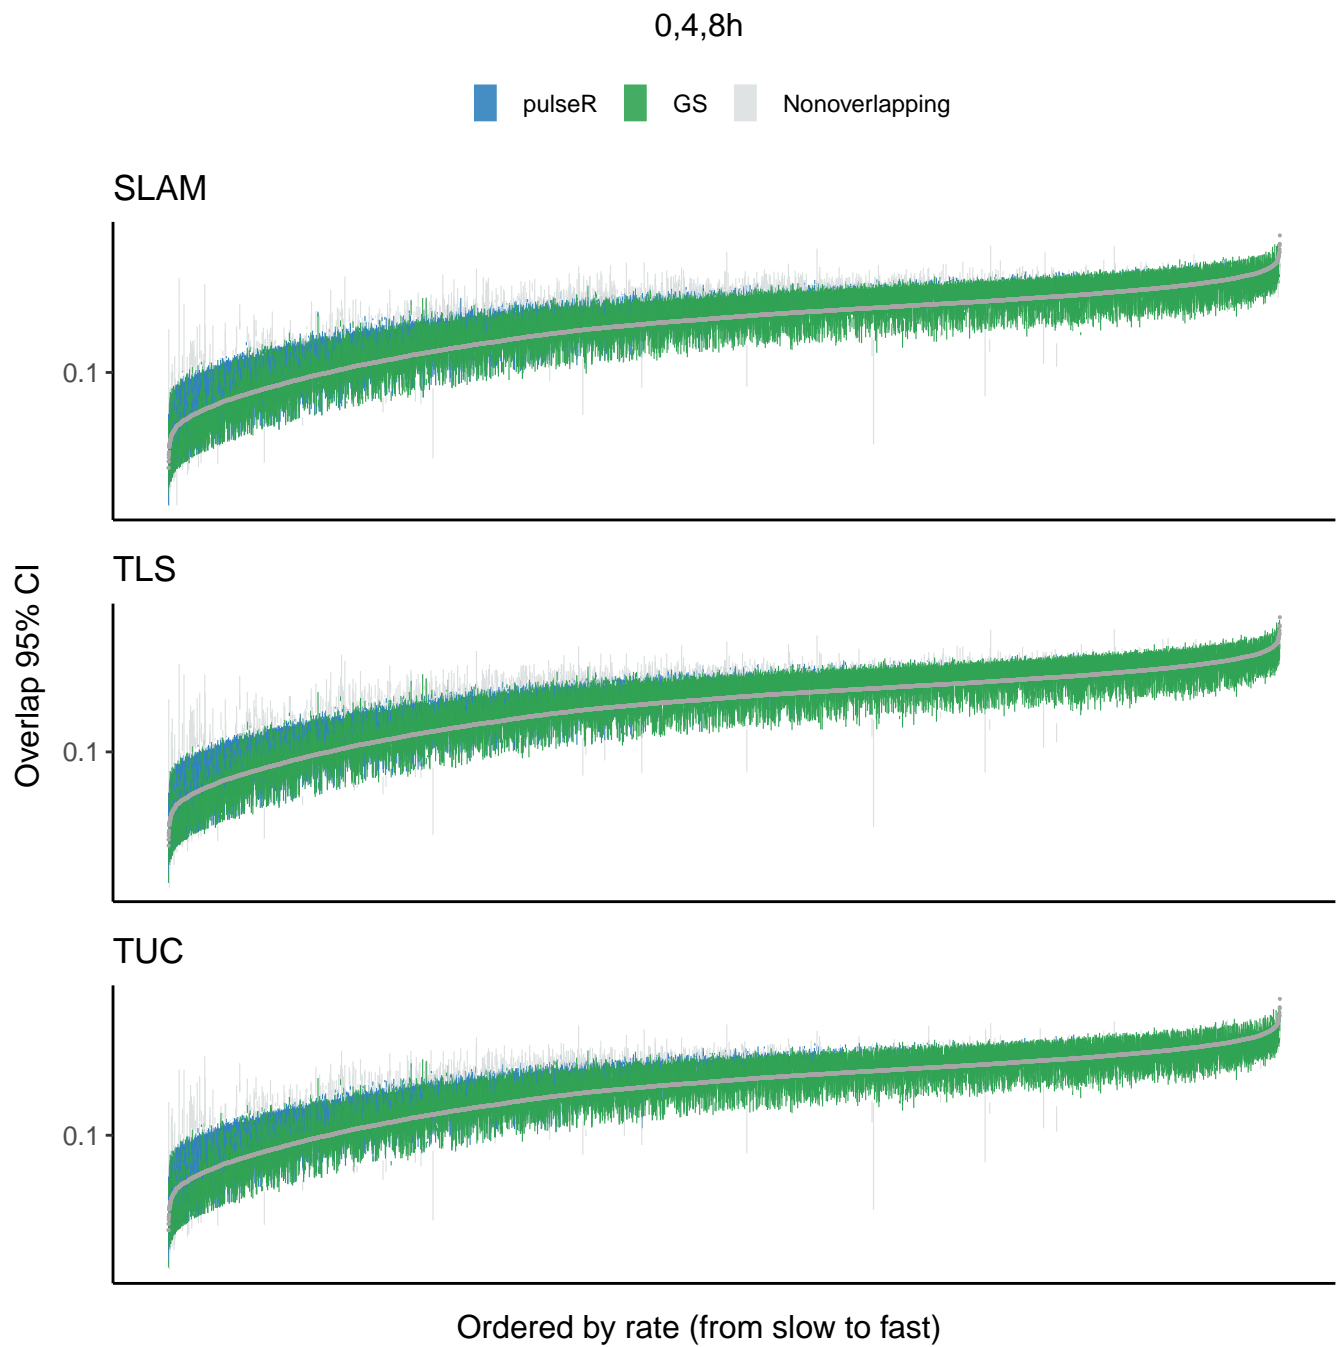 0,4,8h
pulseR GS Nonoverlapping
SLAM
0.1
TLS
0.1
Overlap 95% CI
TUC
0.1
Ordered by rate (from slow to fast)